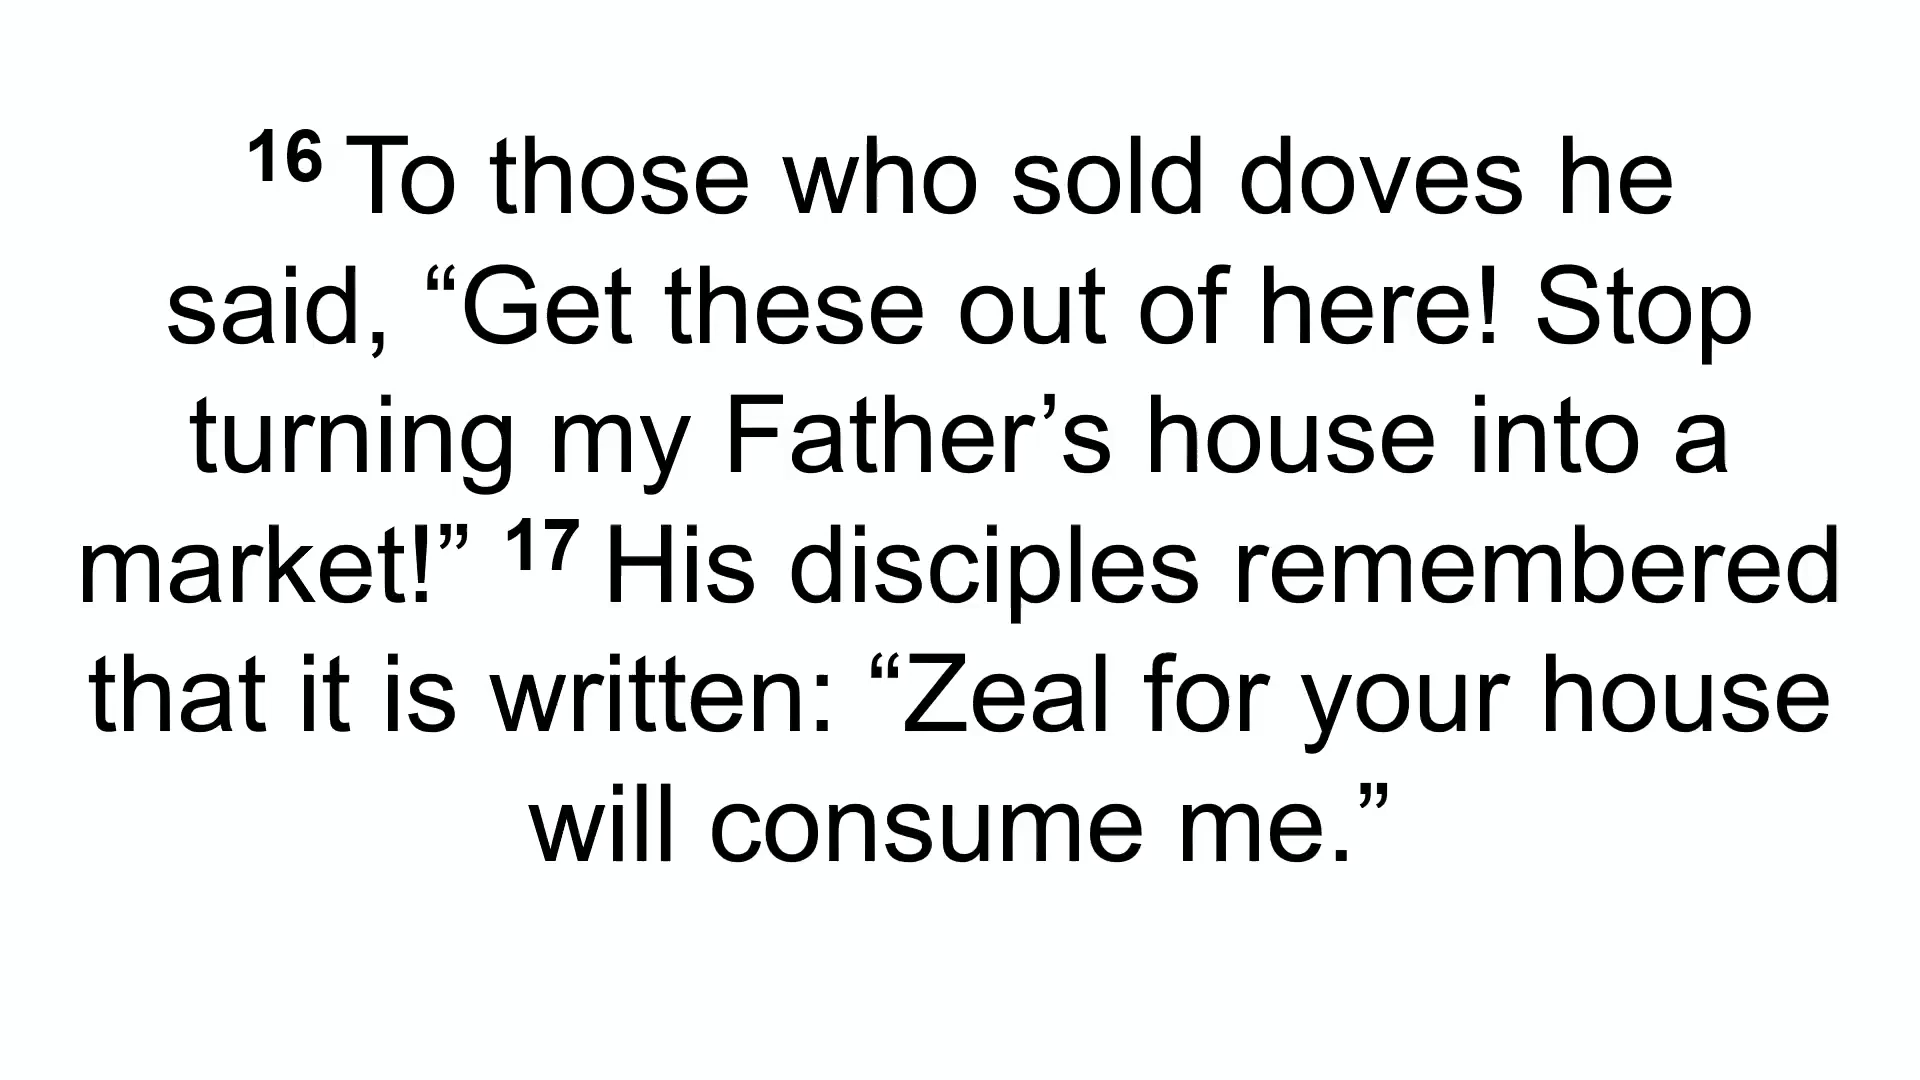 16 To those who sold doves he
said, “Get these out of here! Stop
turning my Father’s house into a
market!” 17 His disciples remembered
that it is written: “Zeal for your house
will consume me.”